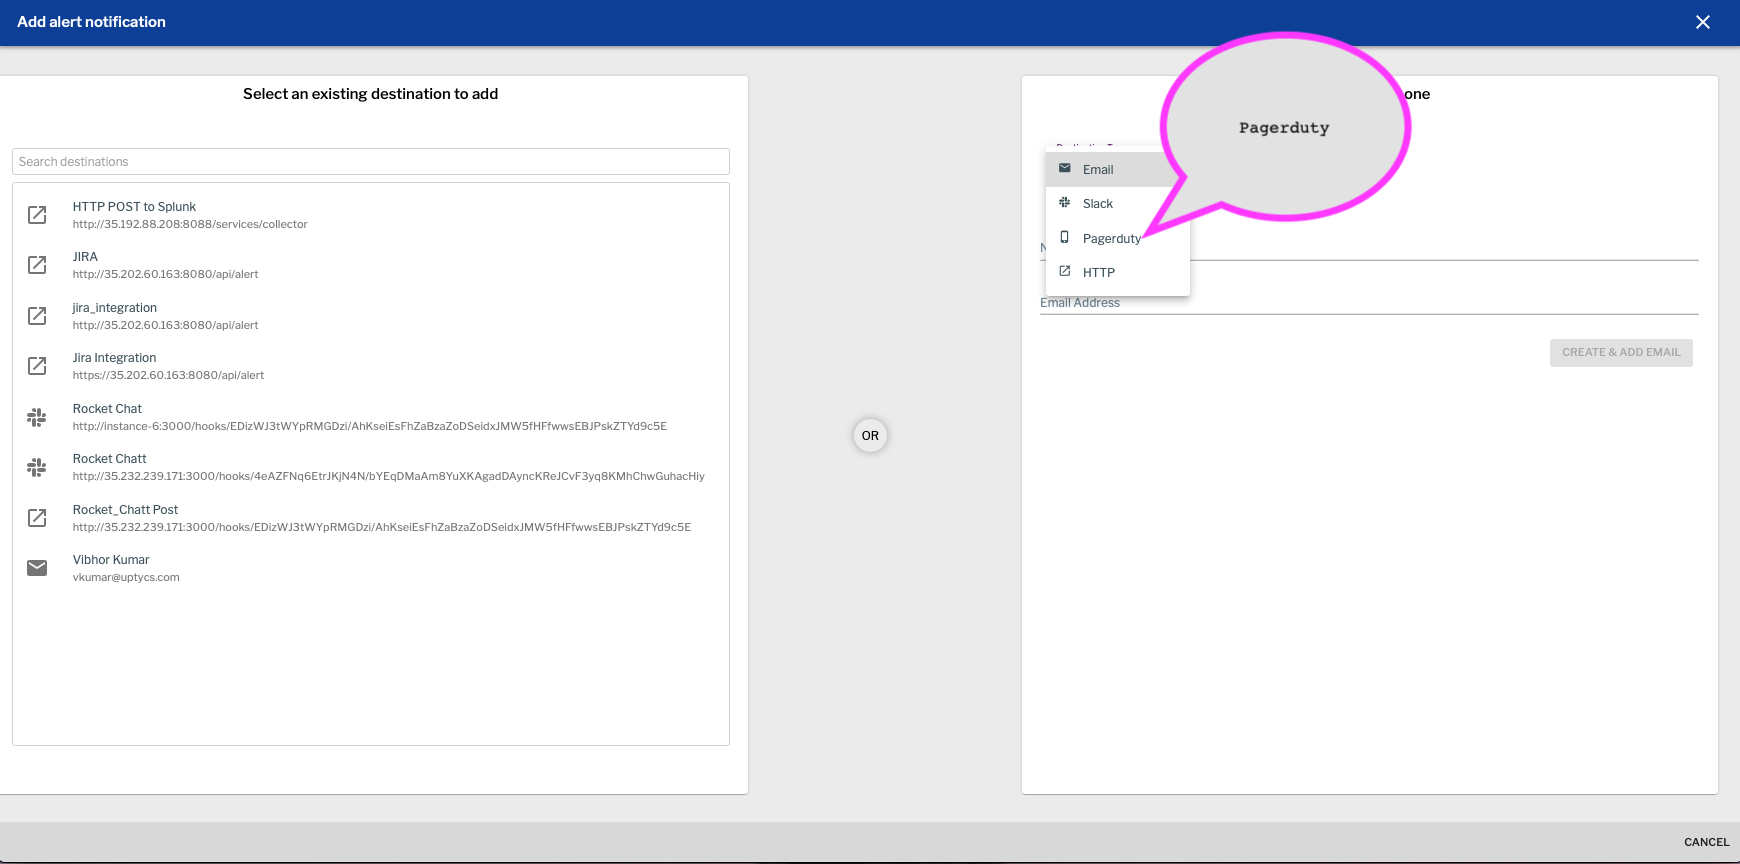 Add alert notification
Select an existing destination to add
Search destinations
HTTP POST to Splunk
http://35.192.88.208:8088/services/collector
JIRA
http://35.202.60.163:8080/api/alert
jira_integration
http://35.202.60.163:8080/api/alert
Jira Integration
https://35.202.60.163:8080/api/alert
Rocket Chat
http://instance-6:3000/hooks/EDizWJ3tWYpRMGDzi/AhKseiEsFhZaBzaZoDSeidxJMW5fHFfwwsEBJPskZTYd9c5E
Rocket Chatt
http://35.232.239.171:3000/hooks/4eAZFNq6EtrJKjN4N/bYEqDMaAm8YuXKAgadDAyncKReJCvF3yq8KMhChwGuhacHiy
Rocket_Chatt Post
http://35.232.239.171:3000/hooks/EDizWJ3tWYpRMGDzi/AhKseiEsFhZaBzaZoDSeidxJMW5fHFfwwsEBJPskZTYd9c5E
Vibhor Kumar
vkumar@uptycs.com
OR
one
Pagerduty
Email
Slack
Pagerduty
HTTP
Email Address
CREATE & ADD EMAIL
CANCEL